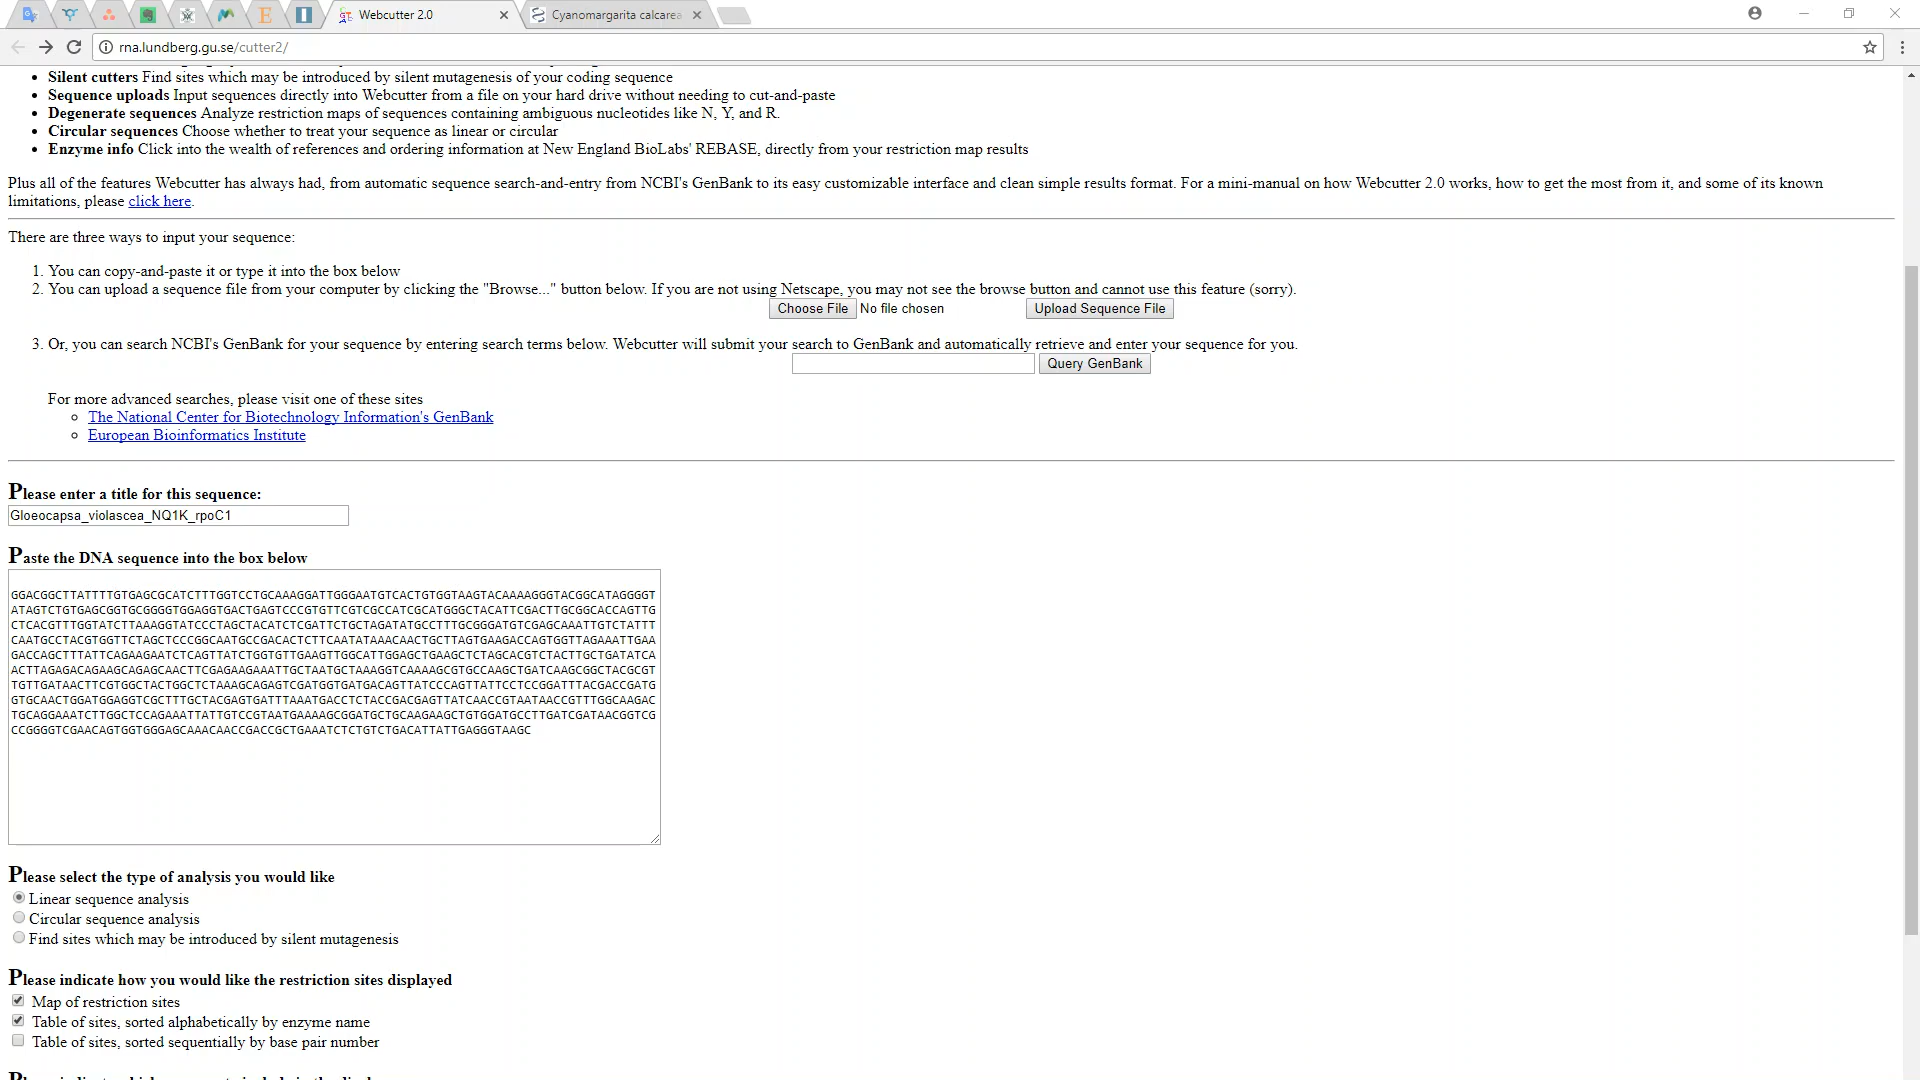 Webcutter 2.0
Cyanomargarita calcarea
rna.lundberg.gu.se/cutter2/
Silent cutters Find sites which may be introduced by silent mutagenesis of your coding sequence
Sequence uploads Input sequences directly into Webcutter from a file on your hard drive without needing to cut-and-paste
Degenerate sequences Analyze restriction maps of sequences containing ambiguous nucleotides like N, Y, and R.
Circular sequences Choose whether to treat your sequence as linear or circular
Enzyme info Click into the wealth of references and ordering information at New England BioLabs' REBASE, directly from your restriction map results
Plus all of the features Webcutter has always had, from automatic sequence search-and-entry from NCBI's GenBank to its easy customizable interface and clean simple results format. For a mini-manual on how Webcutter 2.0 works, how to get the most from it, and some of its known
limitations, please click here.
There are three ways to input your sequence:
1. You can copy-and-paste it or type it into the box below
2. You can upload a sequence file from your computer by clicking the "Browse..." button below. If you are not using Netscape, you may not see the browse button and cannot use this feature (sorry).
Choose File No file chosen Upload Sequence File
3. Or, you can search NCBI's GenBank for your sequence by entering search terms below. Webcutter will submit your search to GenBank and automatically retrieve and enter your sequence for you.
Query GenBank
For more advanced searches, please visit one of these sites
The National Center for Biotechnology Information's GenBank
European Bioinformatics Institute
Please enter a title for this sequence:
Gloeocapsa_violascea_NQ1K_rpoC1
Paste the DNA sequence into the box below
GGACGGCTTATTTTGTGAGCGCATCTTTGGTCCTGCAAAGGATTGGGAATGTCACTGTGGTAAGTACAAAAGGGTACGGCATAGGGGT
ATAGTCTGTGAGCGGTGCGGGGTGGAGGTGACTGAGTCCCGTGTTCGTCGCCATCGCATGGGCTACATTCGACTTGCGGCACCAGTTG
CTCACGTTTGGTATCTTAAAGGTATCCCTAGCTACATCTCGATTCTGCTAGATATGCCTTTGCGGGATGTCGAGCAAATTGTCTATTT
CAATGCCTACGTGGTTCTAGCTCCCGGCAATGCCGACACTCTTCAATATAAACAACTGCTTAGTGAAGACCAGTGGTTAGAAATTGAA
GACCAGCTTTATTCAGAAGAATCTCAGTTATCTGGTGTTGAAGTTGGCATTGGAGCTGAAGCTCTAGCACGTCTACTTGCTGATATCA
ACTTAGAGACAGAAGCAGAGCAACTTCGAGAAGAAATTGCTAATGCTAAAGGTCAAAAGCGTGCCAAGCTGATCAAGCGGCTACGCGT
TGTTGATAACTTCGTGGCTACTGGCTCTAAAGCAGAGTCGATGGTGATGACAGTTATCCCAGTTATTCCTCCGGATTTACGACCGATG
GTGCAACTGGATGGAGGTCGCTTTGCTACGAGTGATTTAAATGACCTCTACCGACGAGTTATCAACCGTAATAACCGTTTGGCAAGAC
TGCAGGAAATCTTGGCTCCAGAAATTATTGTCCGTAATGAAAAGCGGATGCTGCAAGAAGCTGTGGATGCCTTGATCGATAACGGTCG
CCGGGGTCGAACAGTGGTGGGAGCAAACAACCGACCGCTGAAATCTCTGTCTGACATTATTGAGGGTAAGC
Please select the type of analysis you would like
Linear sequence analysis
Circular sequence analysis
Find sites which may be introduced by silent mutagenesis
Please indicate how you would like the restriction sites displayed
Map of restriction sites
Table of sites, sorted alphabetically by enzyme name
Table of sites, sorted sequentially by base pair number